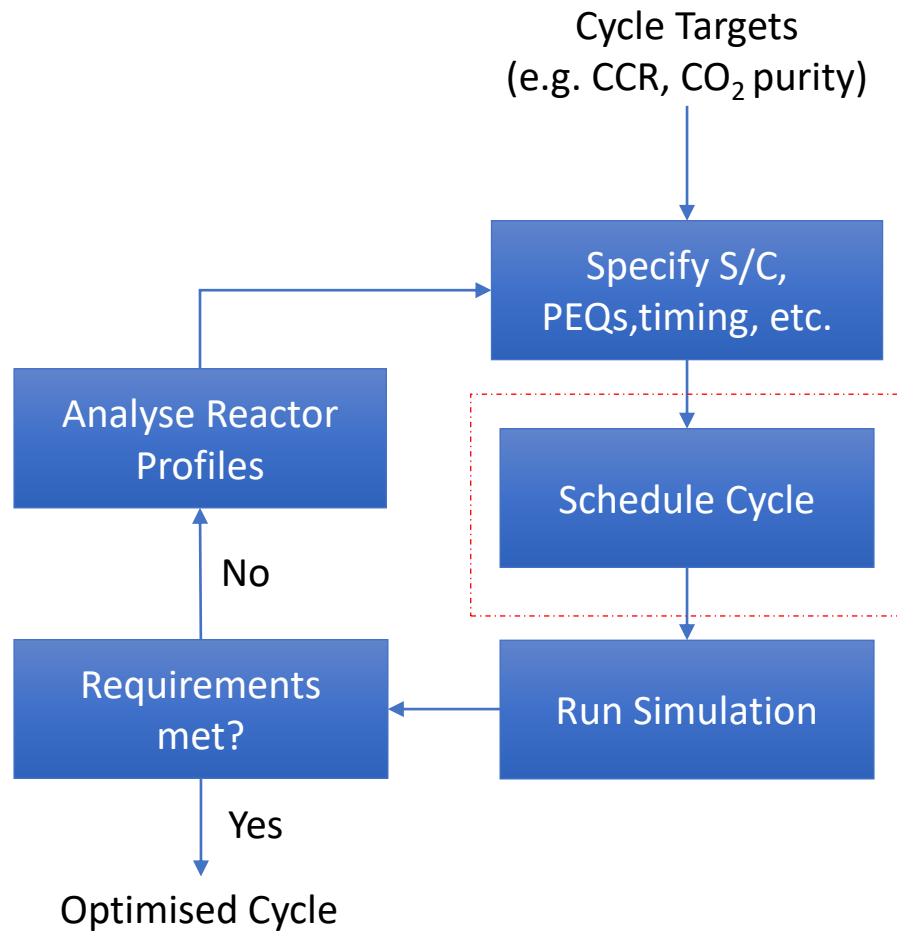 Cycle Targets
(e.g. CCR, CO₂ purity)
Specify S/C,
PEQs,timing, etc.
Analyse Reactor
Profiles
Schedule Cycle
No
Requirements
met?
Run Simulation
Yes
Optimised Cycle